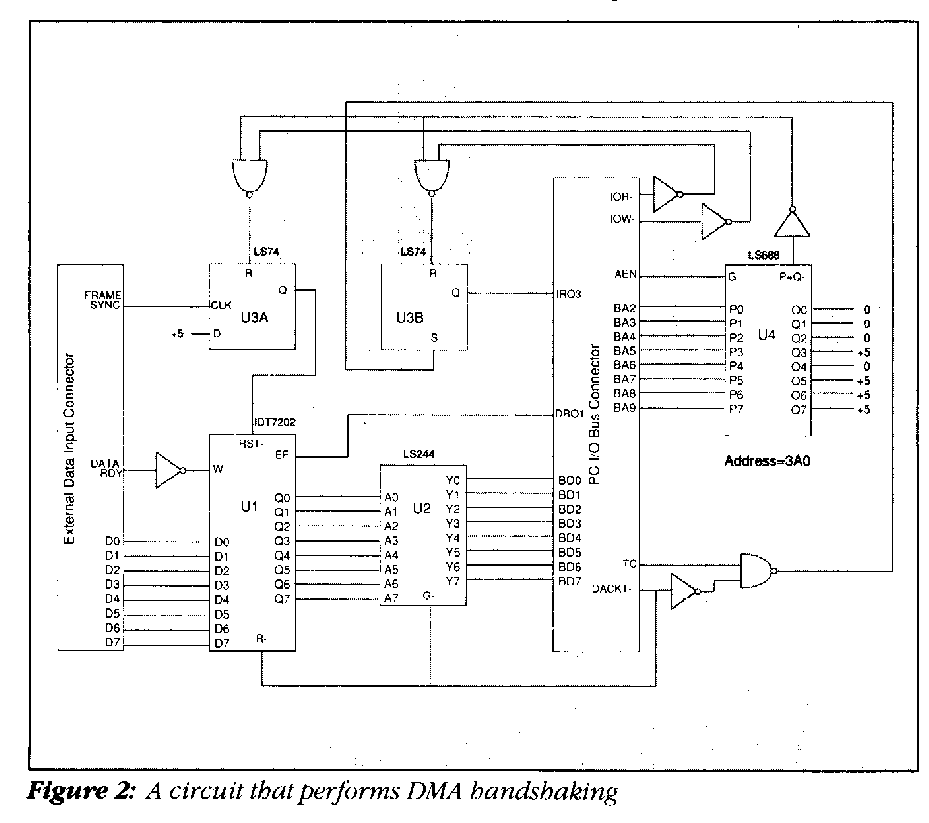 IOR-
IOW-
LS74
LS74
LS688
R
R
AEN
G
P=Q-
FRAME
SYNC
CLK
Q
Q
IRQ3
+5
D
U3A
U3B
S
BA2
P0
Q0
0
BA3
P1
U4
Q1
0
BA4
P2
Q2
0
BA5
P3
Q3
+5
BA6
P4
Q4
0
BA7
P5
Q5
+5
BA8
P6
Q6
+5
BA9
P7
Q7
+5
External Data Input Connector
PC I/O Bus Connector
IDT7202
DRQ1
RST-
EF
LS244
Address=3A0
DATA
RDY
W
U1
U2
Q0
A0
Y0
BD0
Q1
A1
Y1
BD1
Q2
A2
Y2
BD2
D0
D0
Q3
A3
Y3
BD3
D1
D1
Q4
A4
Y4
BD4
D2
D2
Q5
A5
Y5
BD5
D3
D3
Q6
A6
Y6
BD6
D4
D4
Q7
A7
Y7
BD7
D5
D5
G-
TC
D6
D6
DACK1-
D7
D7
R-
Figure 2: A circuit that performs DMA handshaking